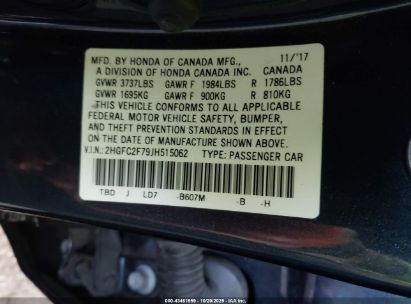 MFD. BY HONDA OF CANADA MFG., 11/'17
A DIVISION OF HONDA CANADA INC. CANADA
GVWR 3737LBS GAWR F 1984LBS R 1786LBS
GVWR 1695KG GAWR F 900KG R 810KG
THIS VEHICLE CONFORMS TO ALL APPLICABLE
FEDERAL MOTOR VEHICLE SAFETY, BUMPER,
AND THEFT PREVENTION STANDARDS IN EFFECT
ON THE DATE OF MANUFACTURE SHOWN ABOVE.
V.I.N.: 2HGFC2F79JH515062 TYPE: PASSENGER CAR
TBD J LD7 -B607M -B -H